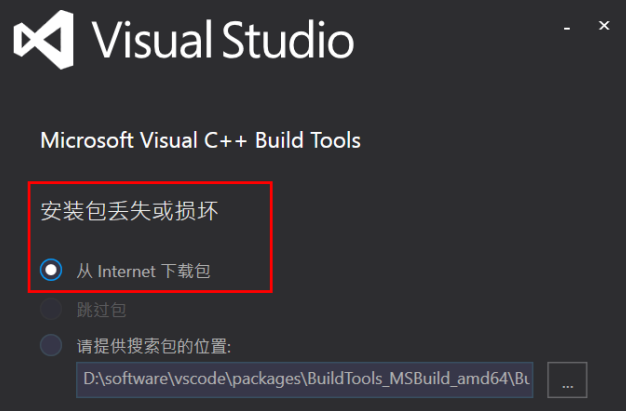 Visual Studio
Microsoft Visual C++ Build Tools
安装包丢失或损坏
从 Internet 下载包
跳过包
请提供搜索包的位置:
D:\software\vscode\packages\BuildTools_MSBuild_amd64\Bu
...